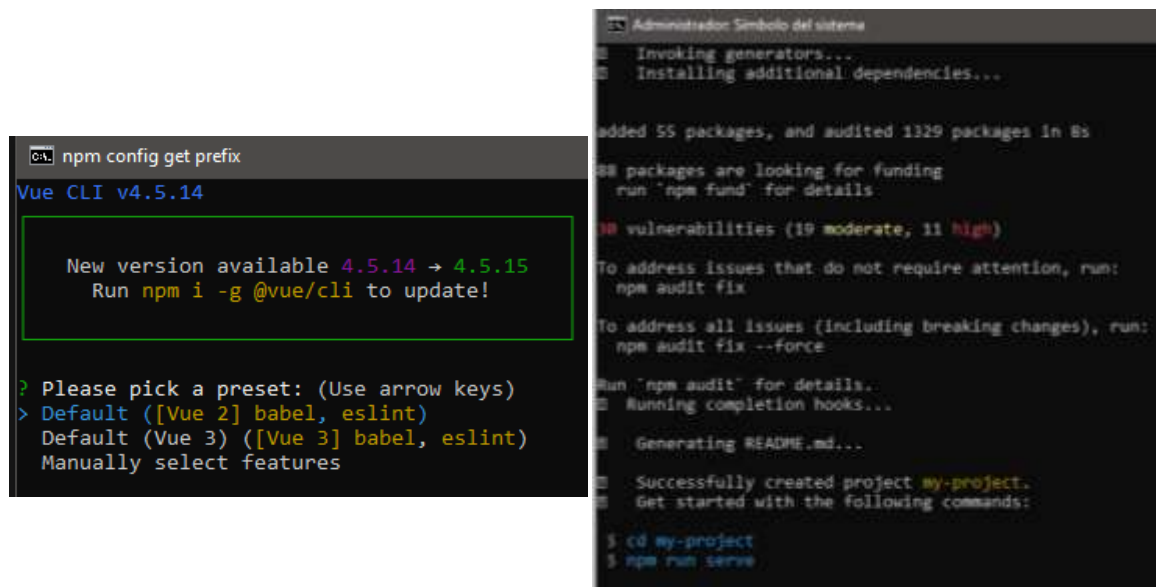 npm config get prefix
Vue CLI v4.5.14
New version available 4.5.14 → 4.5.15
Run npm i -g @vue/cli to update!
? Please pick a preset: (Use arrow keys)
> Default ([Vue 2] babel, eslint)
Default (Vue 3) ([Vue 3] babel, eslint)
Manually select features
Administrador: Símbolo del sistema
Invoking generators...
Installing additional dependencies...
added 55 packages, and audited 1329 packages in 8s
88 packages are looking for funding
run `npm fund` for details
30 vulnerabilities (19 moderate, 11 high)
To address issues that do not require attention, run:
npm audit fix
To address all issues (including breaking changes), run:
npm audit fix --force
Run `npm audit` for details.
Running completion hooks...
Generating README.md...
Successfully created project my-project.
Get started with the following commands:
$ cd my-project
$ npm run serve